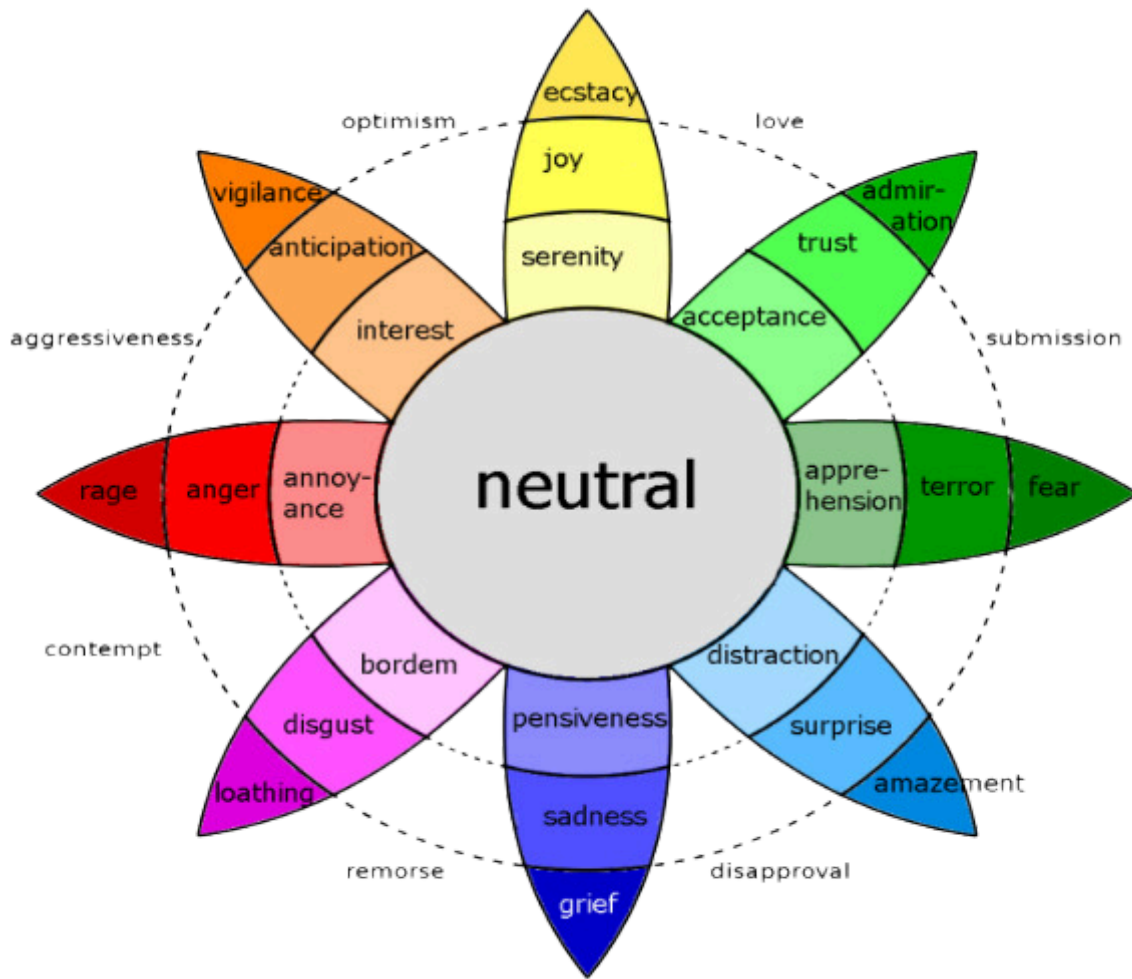 ecstacy
optimism
love
joy
vigilance
admir-
ation
anticipation
trust
serenity
interest
acceptance
aggressiveness
submission
rage
anger
annoy-
ance
neutral
appre-
hension
terror
fear
contempt
bordem
distraction
disgust
pensiveness
surprise
loathing
sadness
amazement
remorse
disapproval
grief